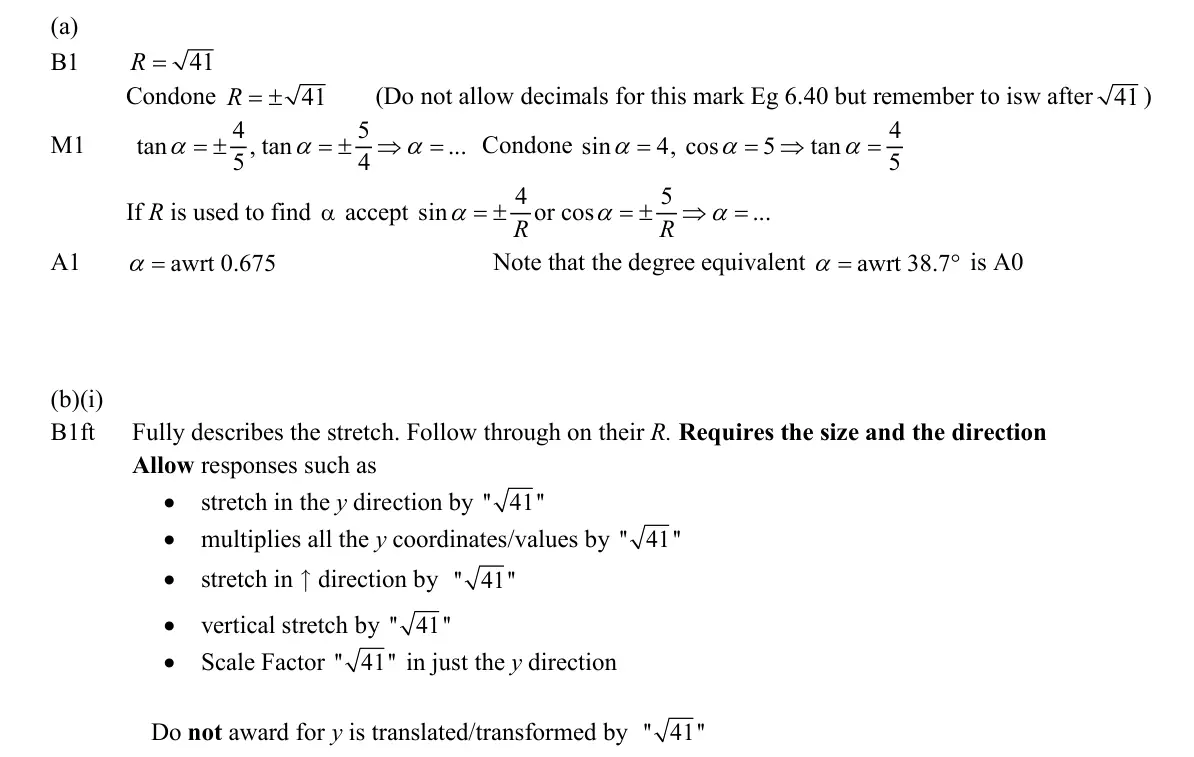 (a)
B1 R = √41
Condone R = ±√41 (Do not allow decimals for this mark Eg 6.40 but remember to isw after √41 )
M1 tan α = ± 4/5 , tan α = ± 5/4 ⇒ α = ... Condone sin α = 4, cos α = 5 ⇒ tan α = 4/5
If R is used to find α accept sin α = ± 4/R or cos α = ± 5/R ⇒ α = ...
A1 α = awrt 0.675 Note that the degree equivalent α = awrt 38.7° is A0
(b)(i)
B1ft Fully describes the stretch. Follow through on their R. Requires the size and the direction
Allow responses such as
• stretch in the y direction by "√41"
• multiplies all the y coordinates/values by "√41"
• stretch in ↑ direction by "√41"
• vertical stretch by "√41"
• Scale Factor "√41" in just the y direction
Do not award for y is translated/transformed by "√41"